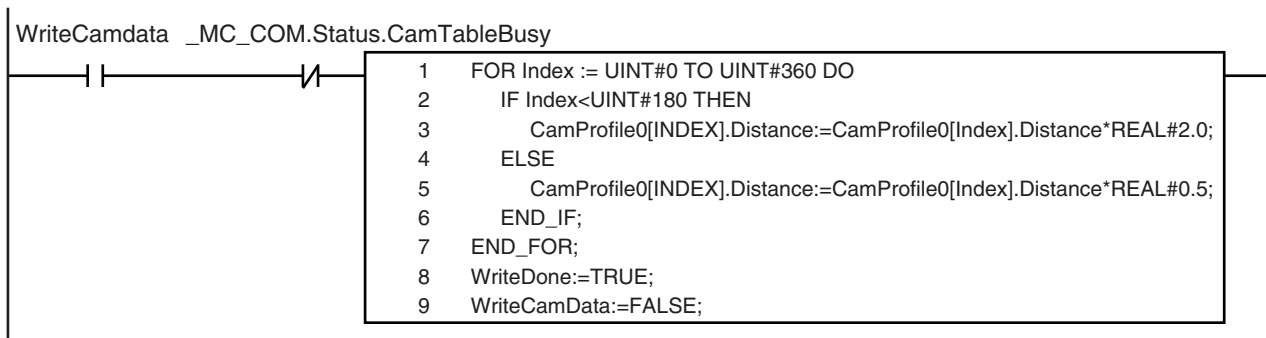 WriteCamdata _MC_COM.Status.CamTableBusy
1 FOR Index := UINT#0 TO UINT#360 DO
2 IF Index<UINT#180 THEN
3 CamProfile0[INDEX].Distance:=CamProfile0[Index].Distance*REAL#2.0;
4 ELSE
5 CamProfile0[INDEX].Distance:=CamProfile0[Index].Distance*REAL#0.5;
6 END_IF;
7 END_FOR;
8 WriteDone:=TRUE;
9 WriteCamData:=FALSE;